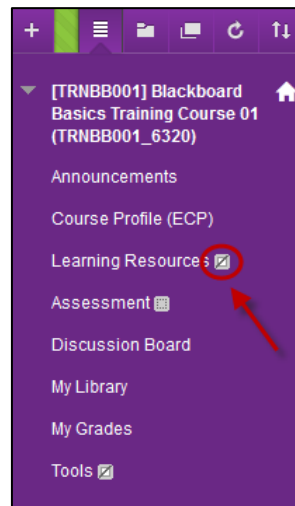 [TRNBB001] Blackboard
Basics Training Course 01
(TRNBB001_6320)
Announcements
Course Profile (ECP)
Learning Resources
Assessment
Discussion Board
My Library
My Grades
Tools